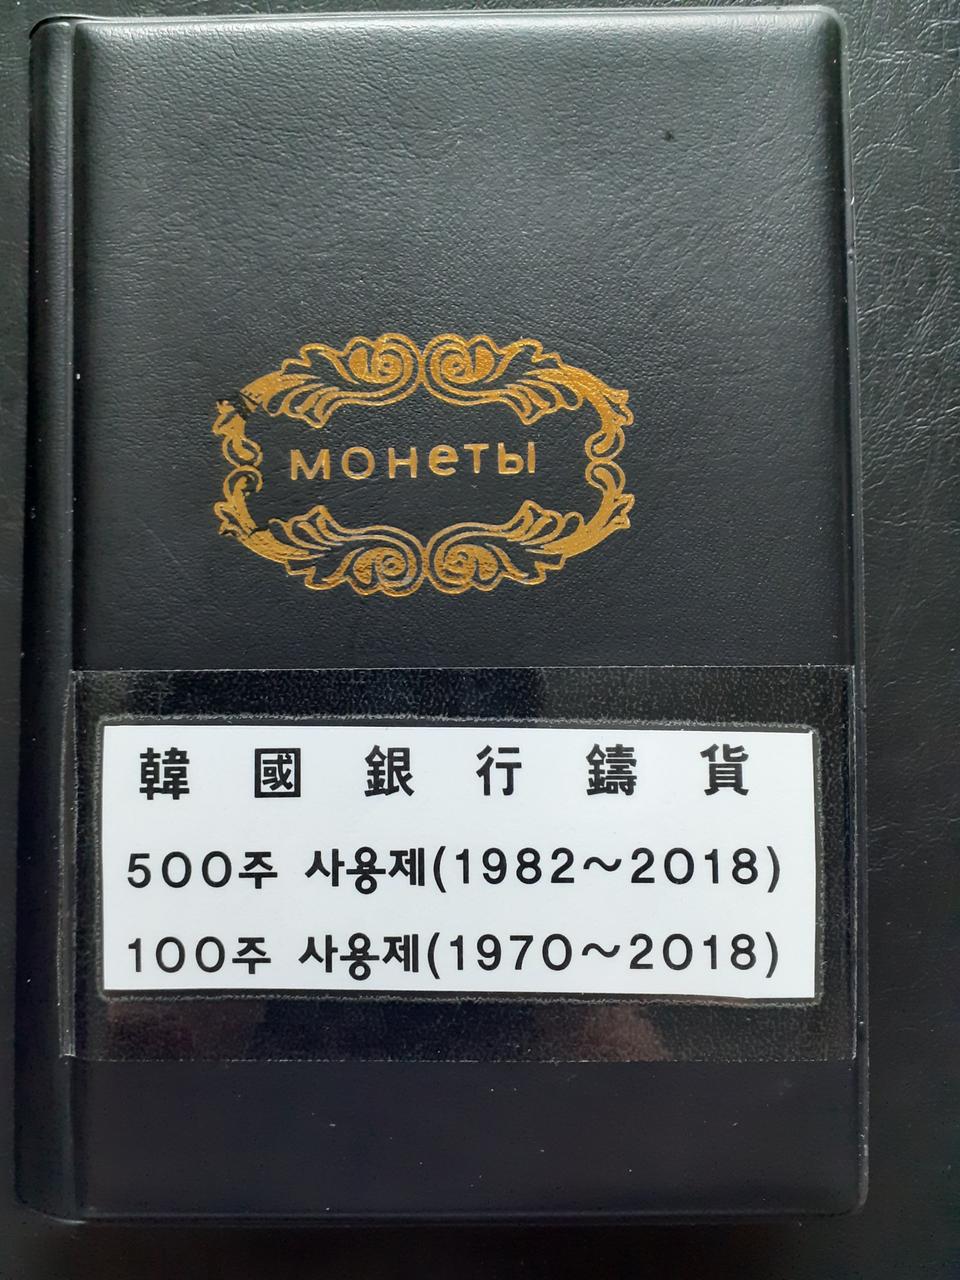 монеты
韓 國 銀 行 鑄 貨
500주 사용제(1982～2018)
100주 사용제(1970～2018)